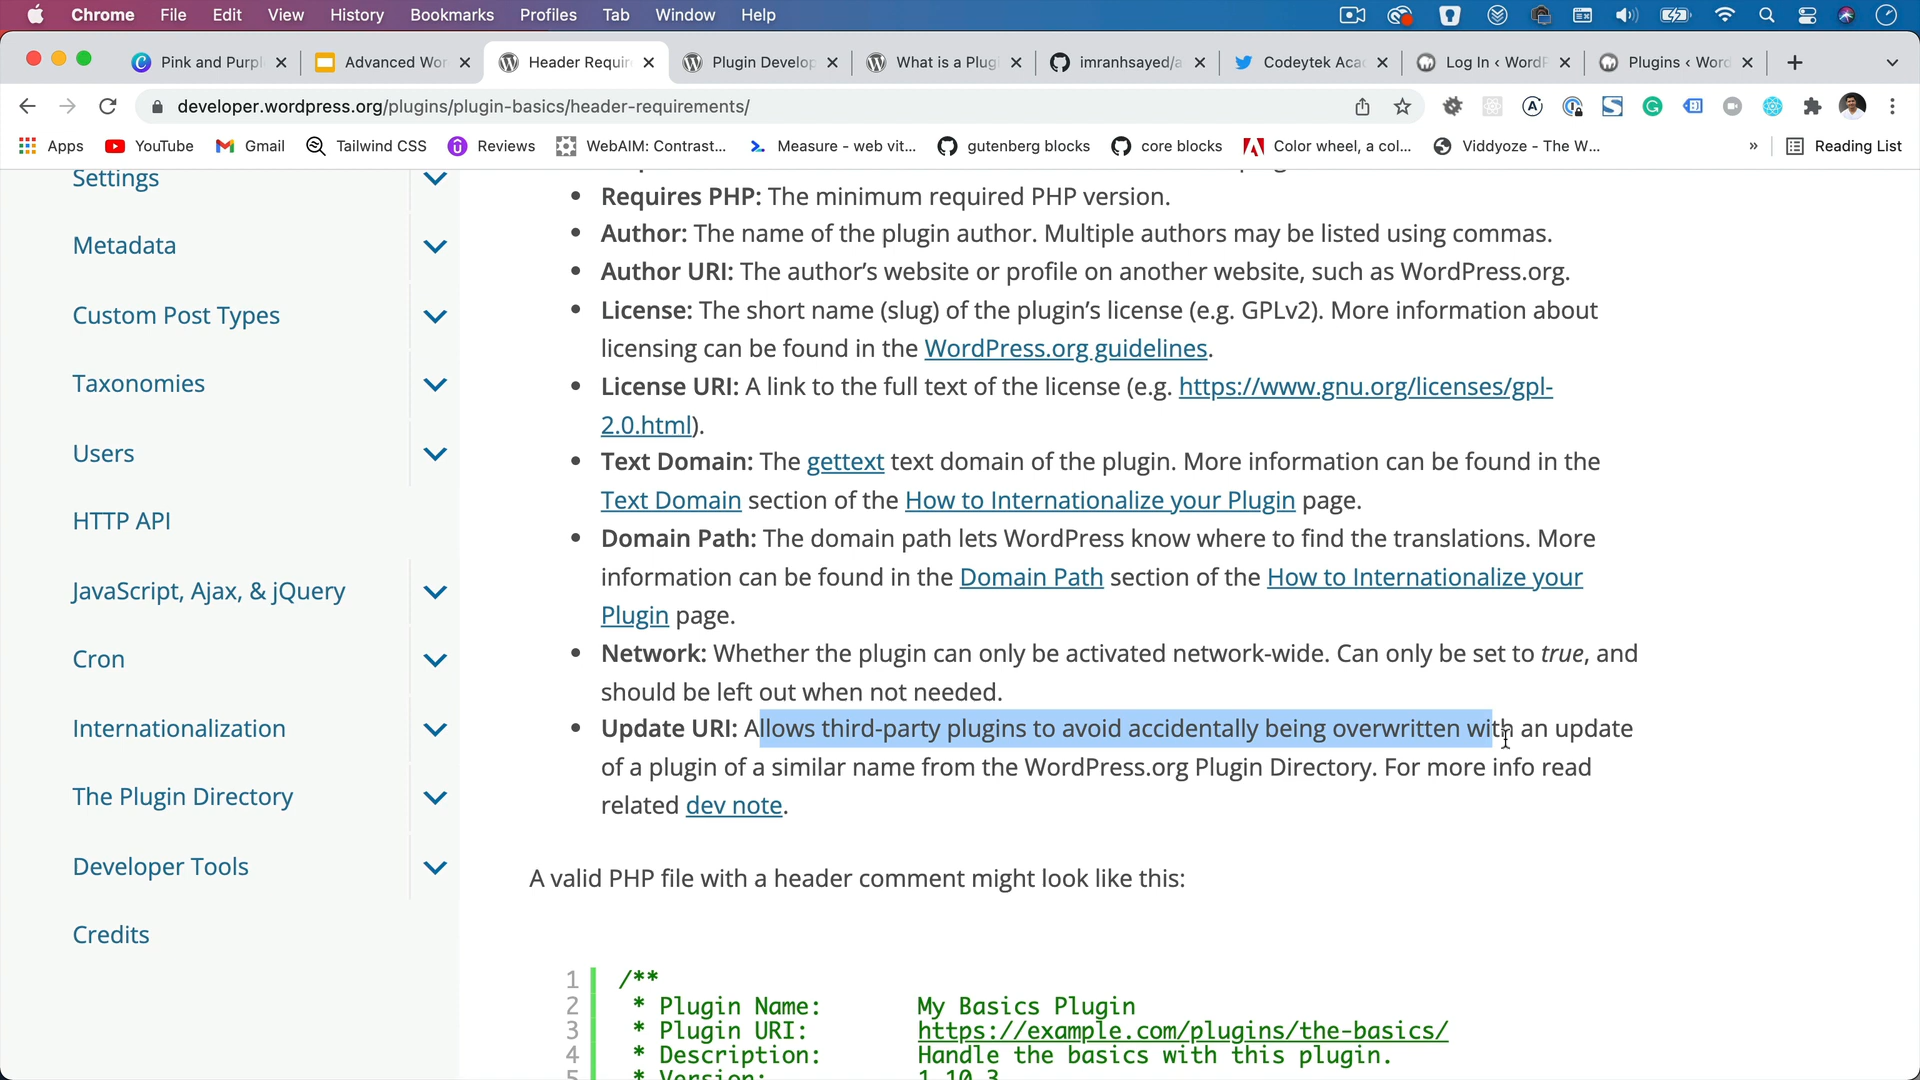 Chrome File Edit View History Bookmarks Profiles Tab Window Help
Pink and Purpl Advanced Wor Header Requir Plugin Develop What is a Plugi imranhsayed/a Codeytek Aca Log In ‹ WordP Plugins ‹ Word
developer.wordpress.org/plugins/plugin-basics/header-requirements/
Apps YouTube Gmail Tailwind CSS Reviews WebAIM: Contrast... Measure - web vit... gutenberg blocks core blocks Color wheel, a col... Viddyoze - The W... » Reading List
Settings
Metadata
Custom Post Types
Taxonomies
Users
HTTP API
JavaScript, Ajax, & jQuery
Cron
Internationalization
The Plugin Directory
Developer Tools
Credits
• Requires PHP: The minimum required PHP version.
• Author: The name of the plugin author. Multiple authors may be listed using commas.
• Author URI: The author’s website or profile on another website, such as WordPress.org.
• License: The short name (slug) of the plugin’s license (e.g. GPLv2). More information about
licensing can be found in the WordPress.org guidelines.
• License URI: A link to the full text of the license (e.g. https://www.gnu.org/licenses/gpl-
2.0.html).
• Text Domain: The gettext text domain of the plugin. More information can be found in the
Text Domain section of the How to Internationalize your Plugin page.
• Domain Path: The domain path lets WordPress know where to find the translations. More
information can be found in the Domain Path section of the How to Internationalize your
Plugin page.
• Network: Whether the plugin can only be activated network-wide. Can only be set to true, and
should be left out when not needed.
• Update URI: Allows third-party plugins to avoid accidentally being overwritten with an update
of a plugin of a similar name from the WordPress.org Plugin Directory. For more info read
related dev note.
A valid PHP file with a header comment might look like this:
1 /**
2 * Plugin Name: My Basics Plugin
3 * Plugin URI: https://example.com/plugins/the-basics/
4 * Description: Handle the basics with this plugin.
5 * Version: 1.10.3